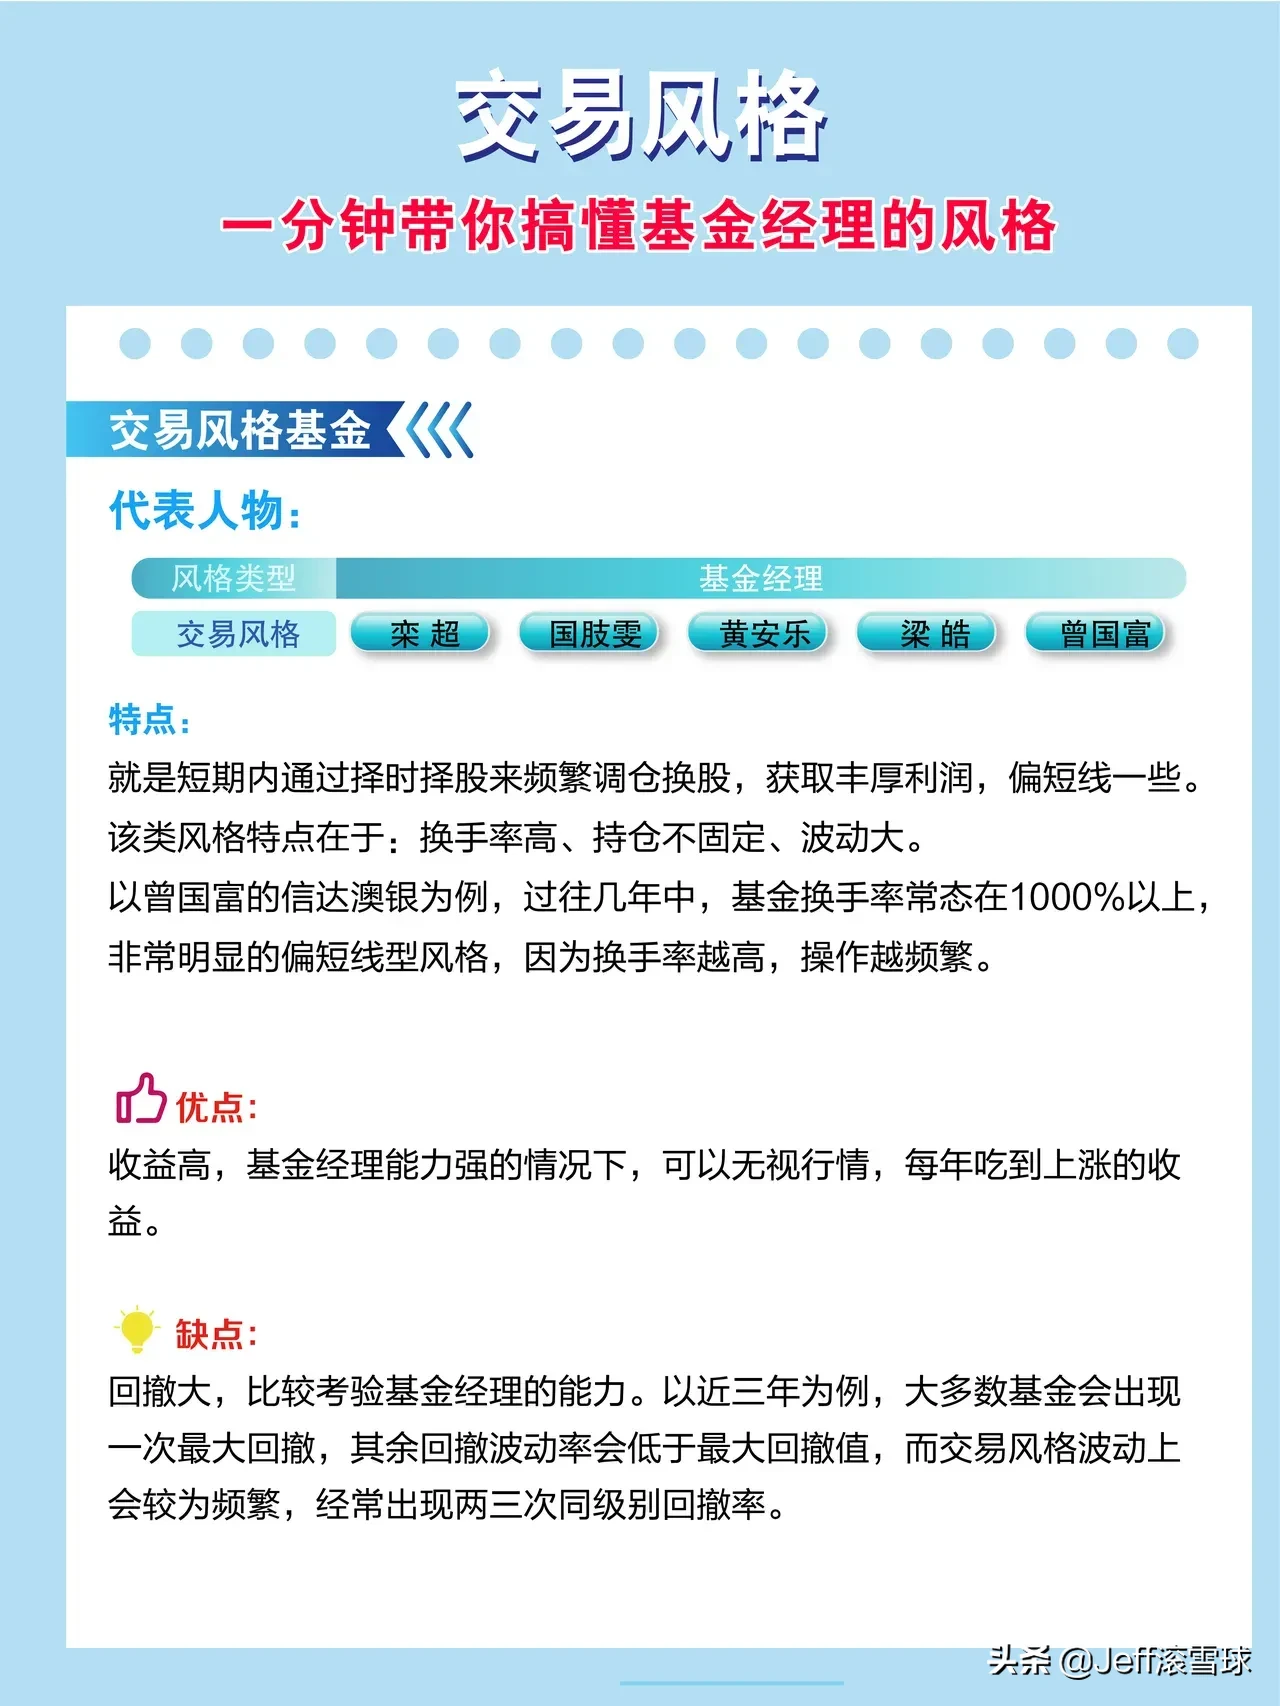 交易风格
一分钟带你搞懂基金经理的风格
交易风格基金
代表人物：
风格类型 基金经理
交易风格 栾 超 国肢雯 黄安乐 梁 皓 曾国富
特点：
就是短期内通过择时择股来频繁调仓换股，获取丰厚利润，偏短线一些。
该类风格特点在于：换手率高、持仓不固定、波动大。
以曾国富的信达澳银为例，过往几年中，基金换手率常态在1000%以上，
非常明显的偏短线型风格，因为换手率越高，操作越频繁。
优点：
收益高，基金经理能力强的情况下，可以无视行情，每年吃到上涨的收
益。
缺点：
回撤大，比较考验基金经理的能力。以近三年为例，大多数基金会出现
一次最大回撤，其余回撤波动率会低于最大回撤值，而交易风格波动上
会较为频繁，经常出现两三次同级别回撤率。
头条 @Jeff滚雪球